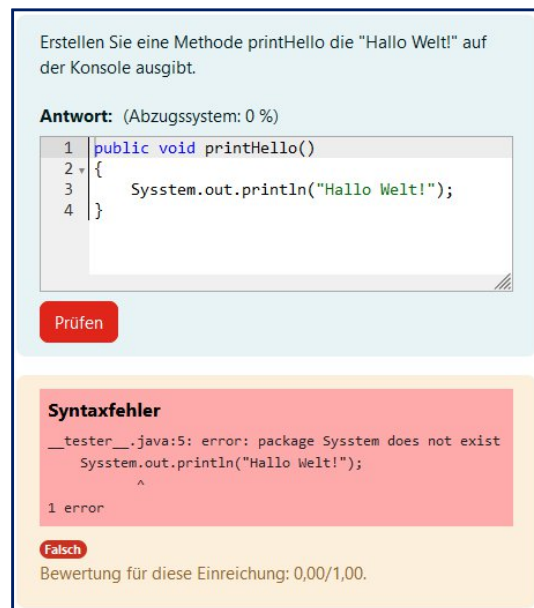 Erstellen Sie eine Methode printHello die "Hallo Welt!" auf
der Konsole ausgibt.
Antwort: (Abzugssystem: 0 %)
1 public void printHello()
2 {
3 Sysstem.out.println("Hallo Welt!");
4 }
Prüfen
Syntaxfehler
__tester__.java:5: error: package Sysstem does not exist
Sysstem.out.println("Hallo Welt!");
^
1 error
Falsch
Bewertung für diese Einreichung: 0,00/1,00.